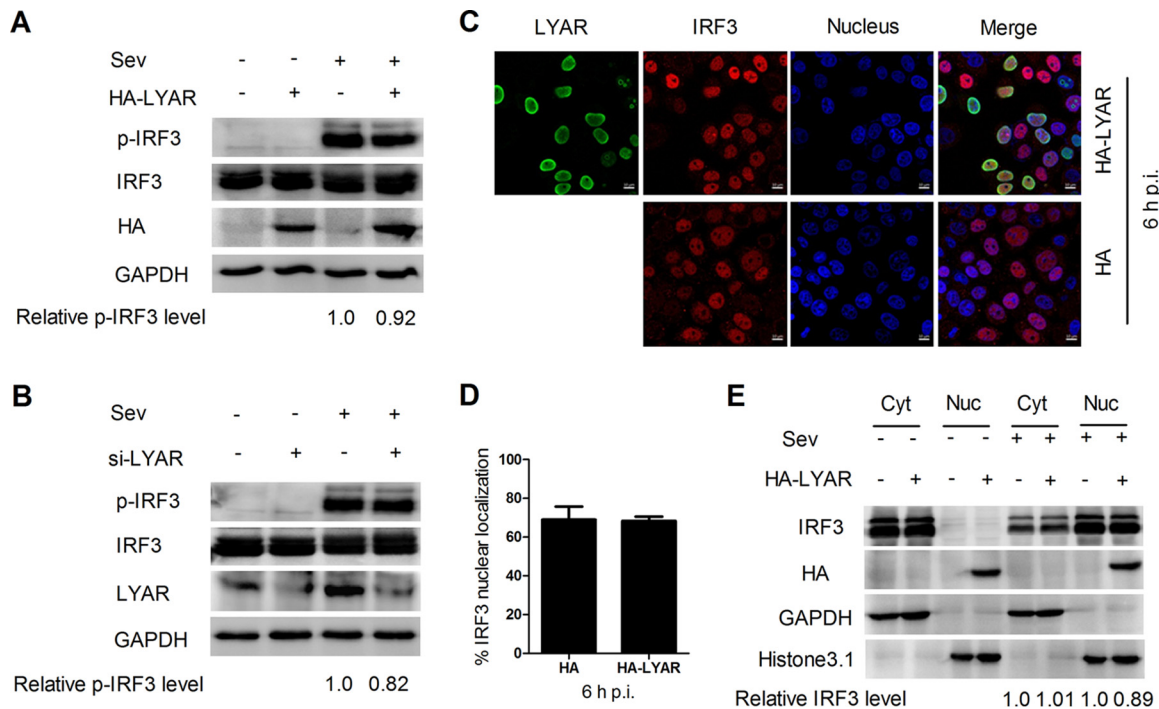 A
Sev - - + +
HA-LYAR - + - +
p-IRF3
IRF3
HA
GAPDH
Relative p-IRF3 level 1.0 0.92
B
Sev - - + +
si-LYAR - + - +
p-IRF3
IRF3
LYAR
GAPDH
Relative p-IRF3 level 1.0 0.82
C
LYAR IRF3 Nucleus Merge
HA-LYAR
HA
6 h p.i.
D
% IRF3 nuclear localization
100
80
60
40
20
0
HA HA-LYAR
6 h p.i.
E
Cyt Nuc Cyt Nuc
Sev - - - - + + + +
HA-LYAR - + - + - + - +
IRF3
HA
GAPDH
Histone3.1
Relative IRF3 level 1.0 1.01 1.0 0.89